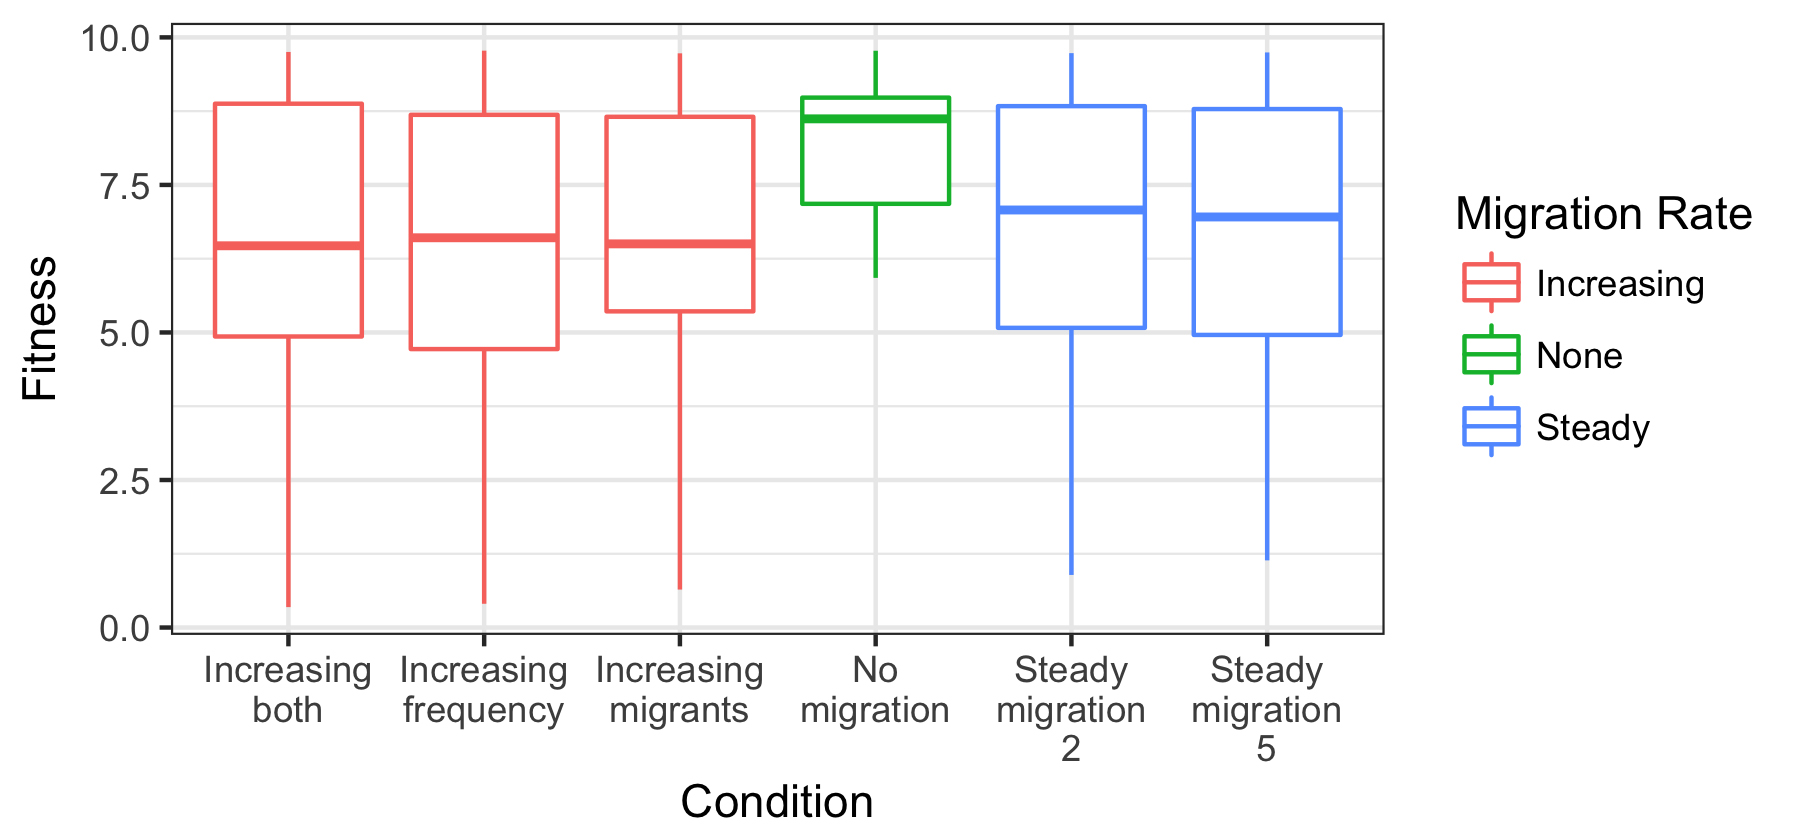 10.0
7.5
5.0
2.5
0.0
Fitness
Increasing
both
Increasing
frequency
Increasing
migrants
No
migration
Steady
migration
2
Steady
migration
5
Condition
Migration Rate
Increasing
None
Steady